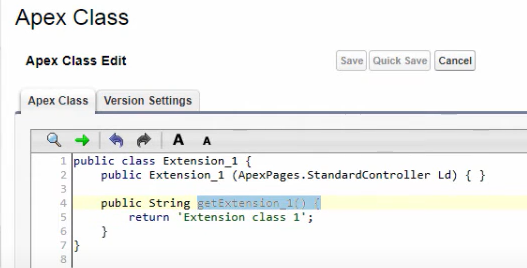 Apex Class
Apex Class Edit Save Quick Save Cancel
Apex Class Version Settings
A A
1 public class Extension_1 {
2 public Extension_1 (ApexPages.StandardController Ld) { }
3
4 public String getExtension_1() {
5 return 'Extension class 1';
6 }
7 }
8